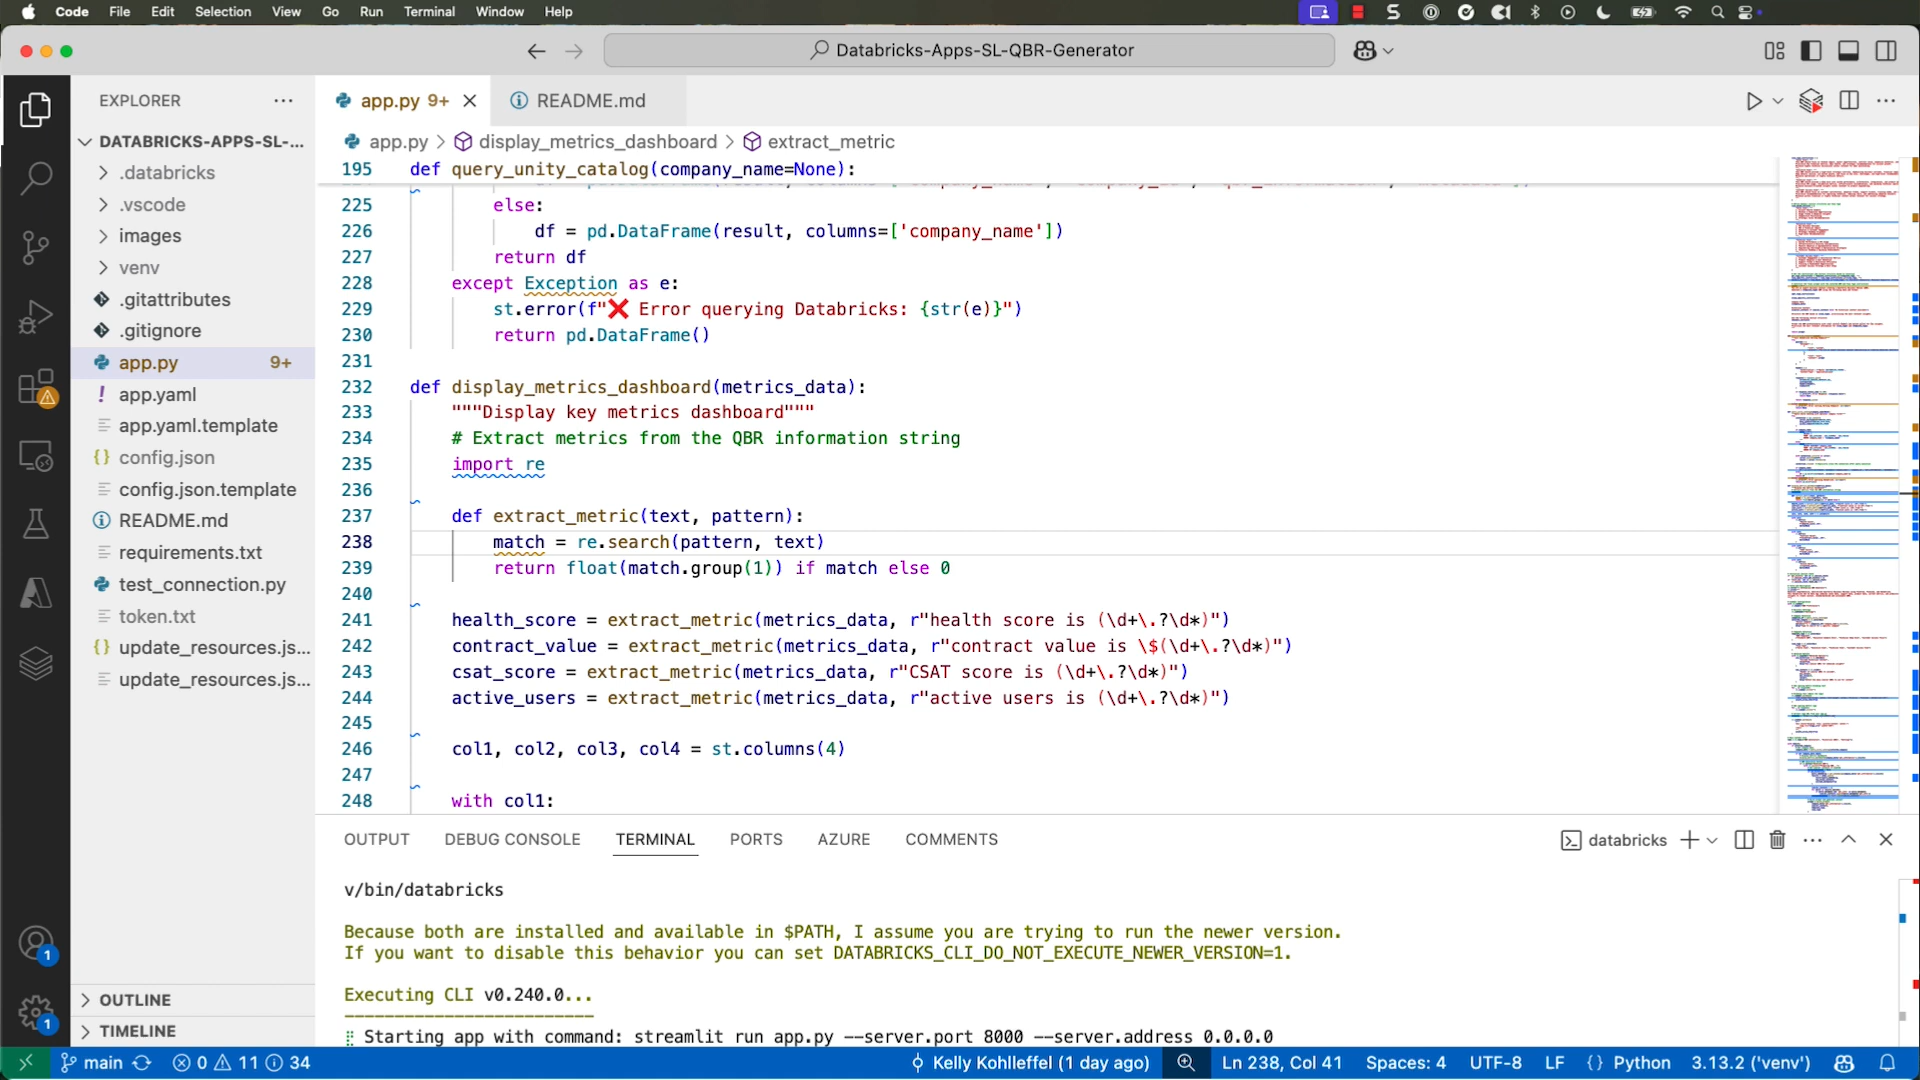 Code File Edit Selection View Go Run Terminal Window Help
Databricks-Apps-SL-QBR-Generator
EXPLORER
DATABRICKS-APPS-SL-...
.databricks
.vscode
images
venv
.gitattributes
.gitignore
app.py 9+
app.yaml
app.yaml.template
config.json
config.json.template
README.md
requirements.txt
test_connection.py
token.txt
update_resources.js...
update_resources.js...
OUTLINE
TIMELINE
app.py 9+
README.md
app.py > display_metrics_dashboard > extract_metric
195 def query_unity_catalog(company_name=None):
225 else:
226 df = pd.DataFrame(result, columns=['company_name'])
227 return df
228 except Exception as e:
229 st.error(f"❌ Error querying Databricks: {str(e)}")
230 return pd.DataFrame()
231
232 def display_metrics_dashboard(metrics_data):
233 """Display key metrics dashboard"""
234 # Extract metrics from the QBR information string
235 import re
236
237 def extract_metric(text, pattern):
238 match = re.search(pattern, text)
239 return float(match.group(1)) if match else 0
240
241 health_score = extract_metric(metrics_data, r"health score is (\d+\.?\d*)")
242 contract_value = extract_metric(metrics_data, r"contract value is \$(\d+\.?\d*)")
243 csat_score = extract_metric(metrics_data, r"CSAT score is (\d+\.?\d*)")
244 active_users = extract_metric(metrics_data, r"active users is (\d+\.?\d*)")
245
246 col1, col2, col3, col4 = st.columns(4)
247
248 with col1:
OUTPUT DEBUG CONSOLE TERMINAL PORTS AZURE COMMENTS
databricks
v/bin/databricks
Because both are installed and available in $PATH, I assume you are trying to run the newer version.
If you want to disable this behavior you can set DATABRICKS_CLI_DO_NOT_EXECUTE_NEWER_VERSION=1.
Executing CLI v0.240.0...
------------------------
Starting app with command: streamlit run app.py --server.port 8000 --server.address 0.0.0.0
1
1
main 0 11 34 Kelly Kohlleffel (1 day ago) Ln 238, Col 41 Spaces: 4 UTF-8 LF {} Python 3.13.2 ('venv')